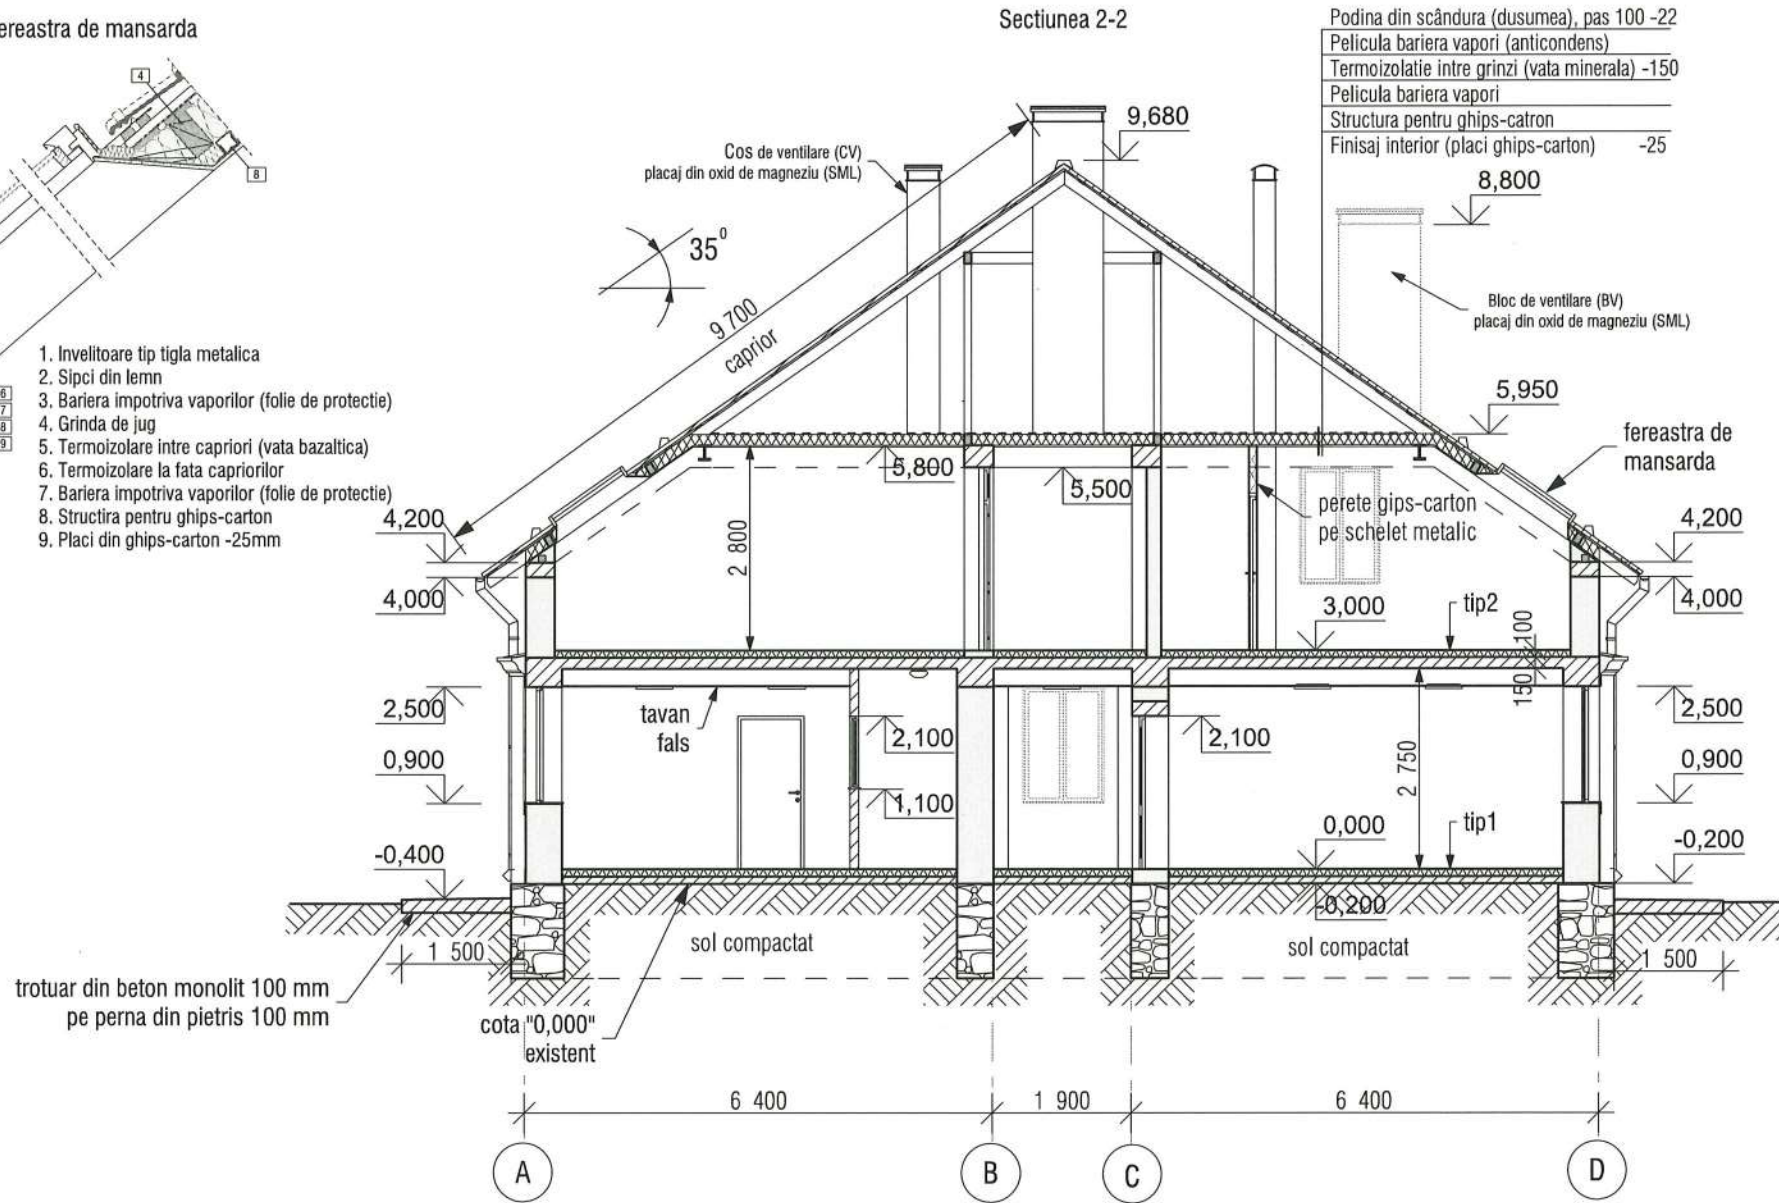 ereastra de mansarda
4
8
Sectiunea 2-2
Podina din scândura (dusumea), pas 100 -22
Pelicula bariera vapori (anticondens)
Termoizolatie intre grinzi (vata minerala) -150
Pelicula bariera vapori
Structura pentru ghips-catron
Finisaj interior (placi ghips-carton) -25
9,680
8,800
Cos de ventilare (CV)
placaj din oxid de magneziu (SML)
35⁰
9 700
caprior
Bloc de ventilare (BV)
placaj din oxid de magneziu (SML)
6
7
8
9
1. Invelitoare tip tigla metalica
2. Sipci din lemn
3. Bariera impotriva vaporilor (folie de protectie)
4. Grinda de jug
5. Termoizolare intre capriori (vata bazaltica)
6. Termoizolare la fata capriorilor
7. Bariera impotriva vaporilor (folie de protectie)
8. Structira pentru ghips-carton
9. Placi din ghips-carton -25mm
5,950
fereastra de
mansarda
5,800
5,500
perete gips-carton
pe schelet metalic
2 800
4,200
4,000
4,200
4,000
3,000
tip2
100
150
2,500
tavan
fals
2,100
2,100
2,500
0,900
1,100
2 750
0,900
-0,400
0,000
tip1
-0,200
-0,200
sol compactat
sol compactat
1 500
1 500
trotuar din beton monolit 100 mm
pe perna din pietris 100 mm
cota "0,000"
existent
6 400
1 900
6 400
A
B
C
D